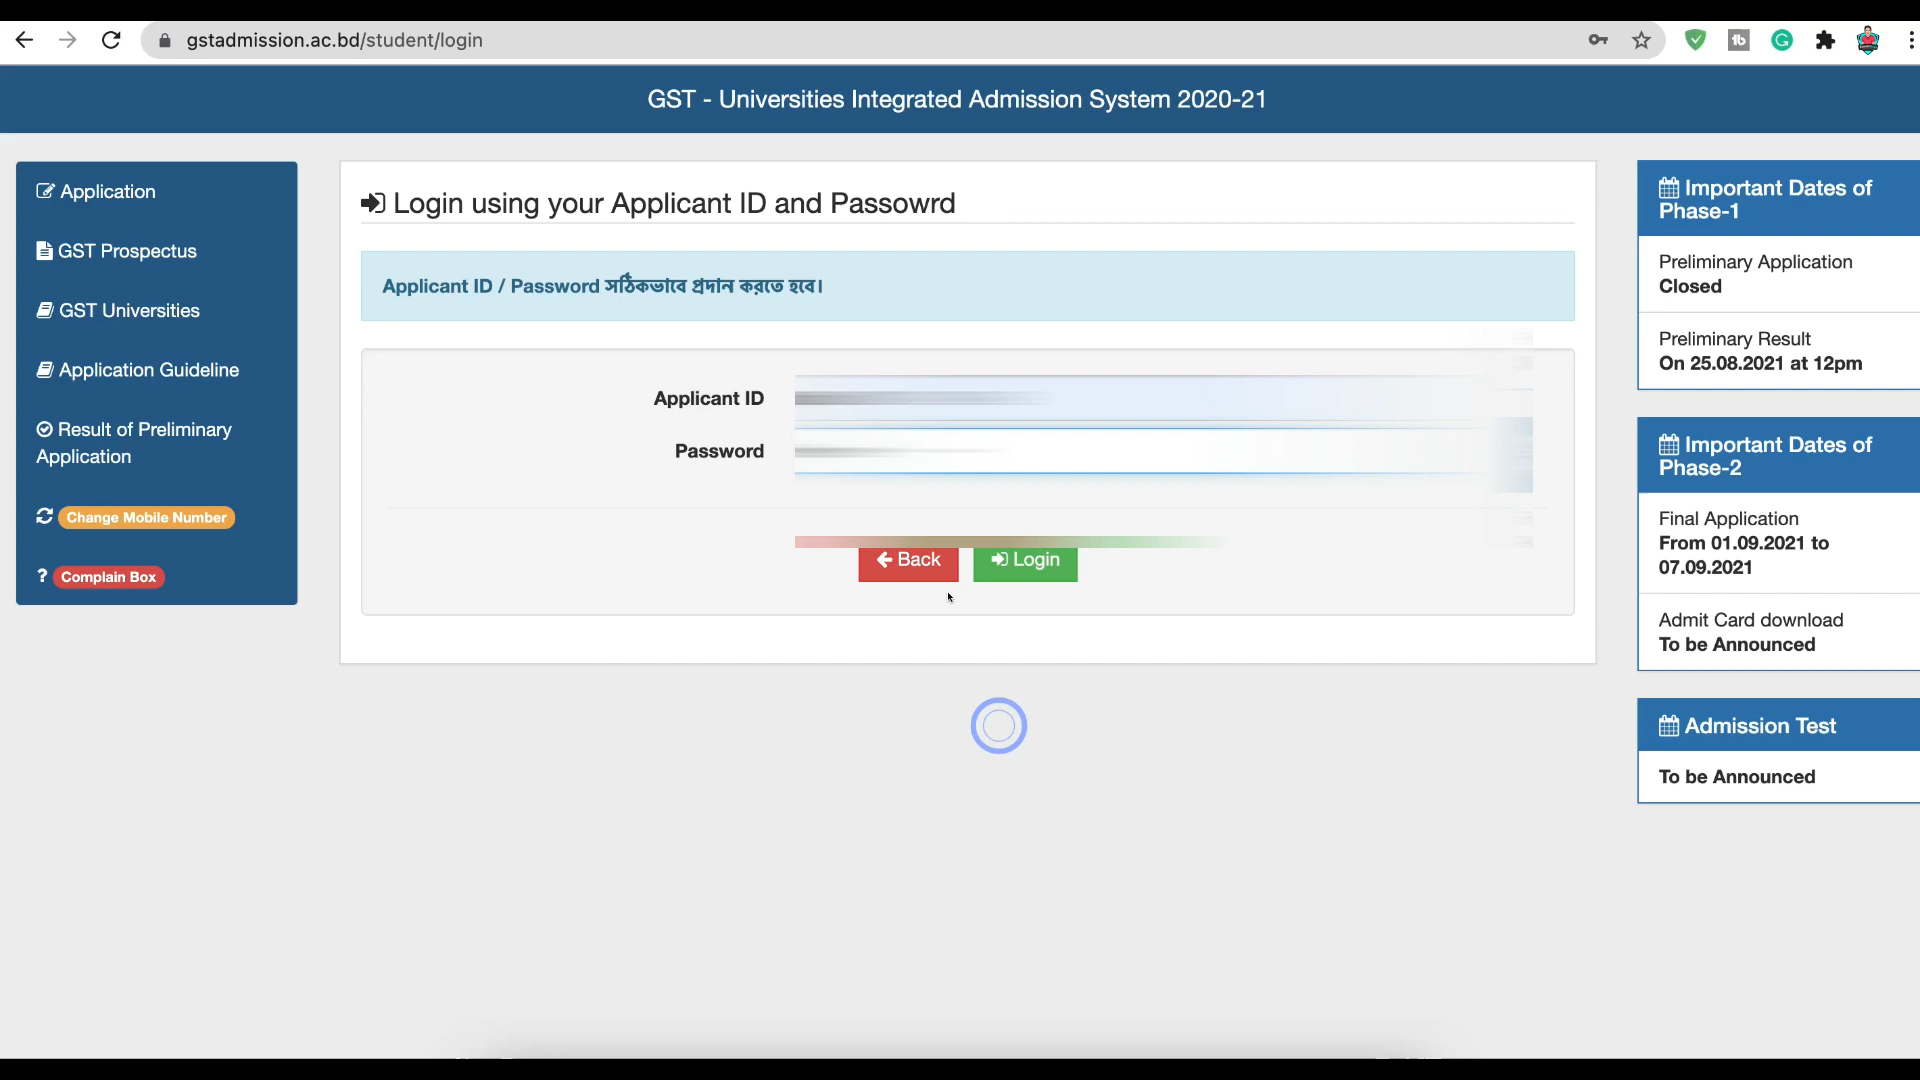 gstadmission.ac.bd/student/login
GST - Universities Integrated Admission System 2020-21
Application
GST Prospectus
GST Universities
Application Guideline
Result of Preliminary
Application
Change Mobile Number
? Complain Box
Login using your Applicant ID and Passowrd
Applicant ID / Password সঠিকভাবে প্রদান করতে হবে।
Applicant ID
Password
Back
Login
Important Dates of
Phase-1
Preliminary Application
Closed
Preliminary Result
On 25.08.2021 at 12pm
Important Dates of
Phase-2
Final Application
From 01.09.2021 to
07.09.2021
Admit Card download
To be Announced
Admission Test
To be Announced